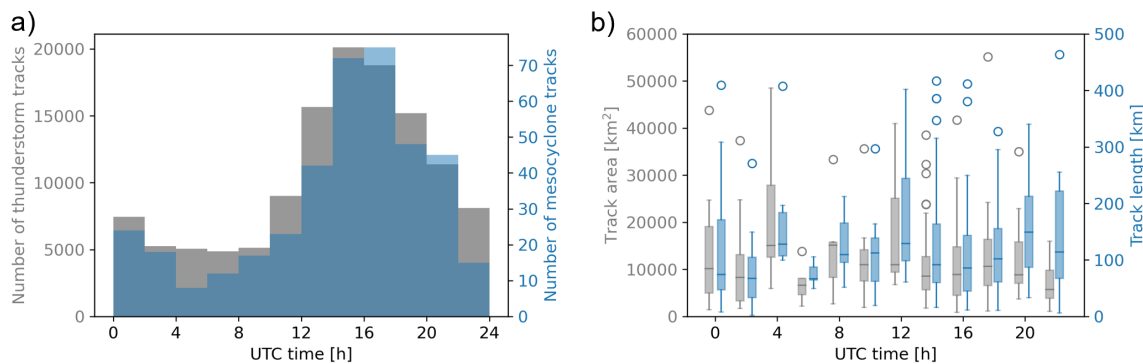 a)
Number of thunderstorm tracks
20000
15000
10000
5000
0
70
60
50
40
30
20
10
0
Number of mesocyclone tracks
0 4 8 12 16 20 24
UTC time [h]
b)
Track area [km²]
60000
50000
40000
30000
20000
10000
0
500
400
300
200
100
0
Track length [km]
0 4 8 12 16 20
UTC time [h]